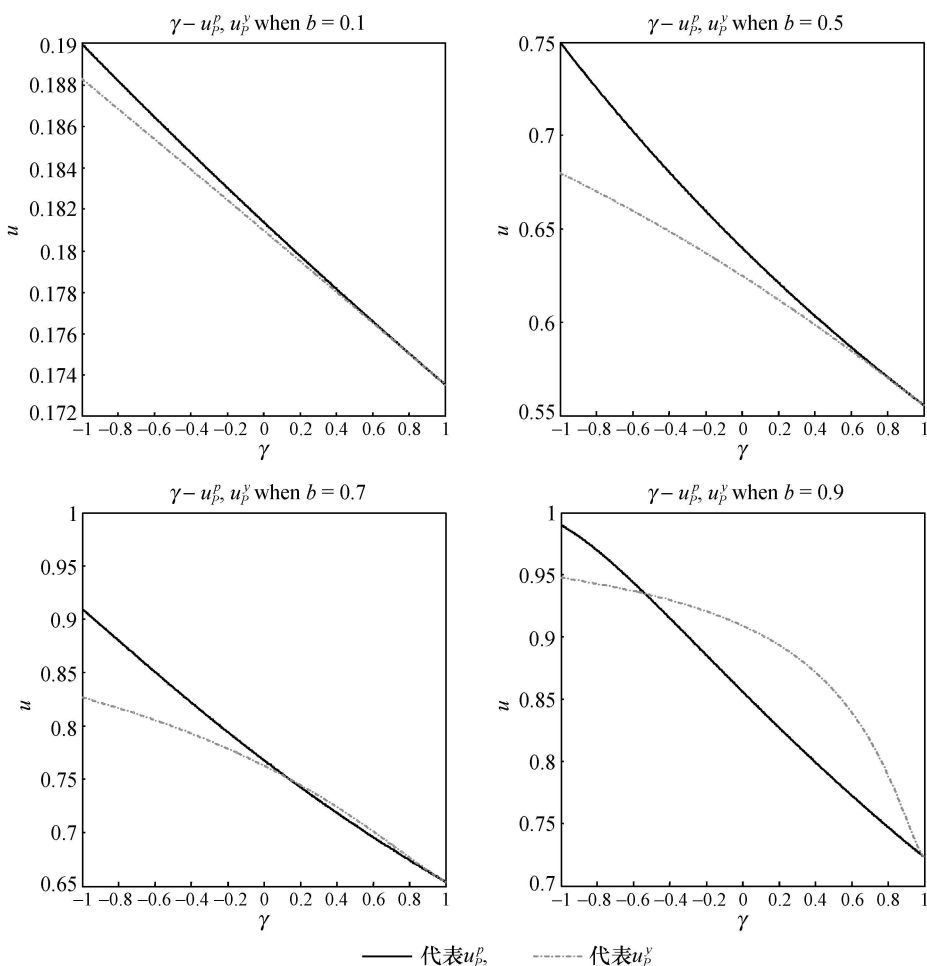 γ − u_P^p, u_P^y when b = 0.1
0.19
0.188
0.186
0.184
0.182
0.18
0.178
0.176
0.174
0.172
u
−1 −0.8 −0.6 −0.4 −0.2 0 0.2 0.4 0.6 0.8 1
γ
γ − u_P^p, u_P^y when b = 0.5
0.75
0.7
0.65
0.6
0.55
u
−1 −0.8 −0.6 −0.4 −0.2 0 0.2 0.4 0.6 0.8 1
γ
γ − u_P^p, u_P^y when b = 0.7
1
0.95
0.9
0.85
0.8
0.75
0.7
0.65
u
−1 −0.8 −0.6 −0.4 −0.2 0 0.2 0.4 0.6 0.8 1
γ
γ − u_P^p, u_P^y when b = 0.9
1
0.95
0.9
0.85
0.8
0.75
0.7
u
−1 −0.8 −0.6 −0.4 −0.2 0 0.2 0.4 0.6 0.8 1
γ
代表u_P^p, 代表u_P^y